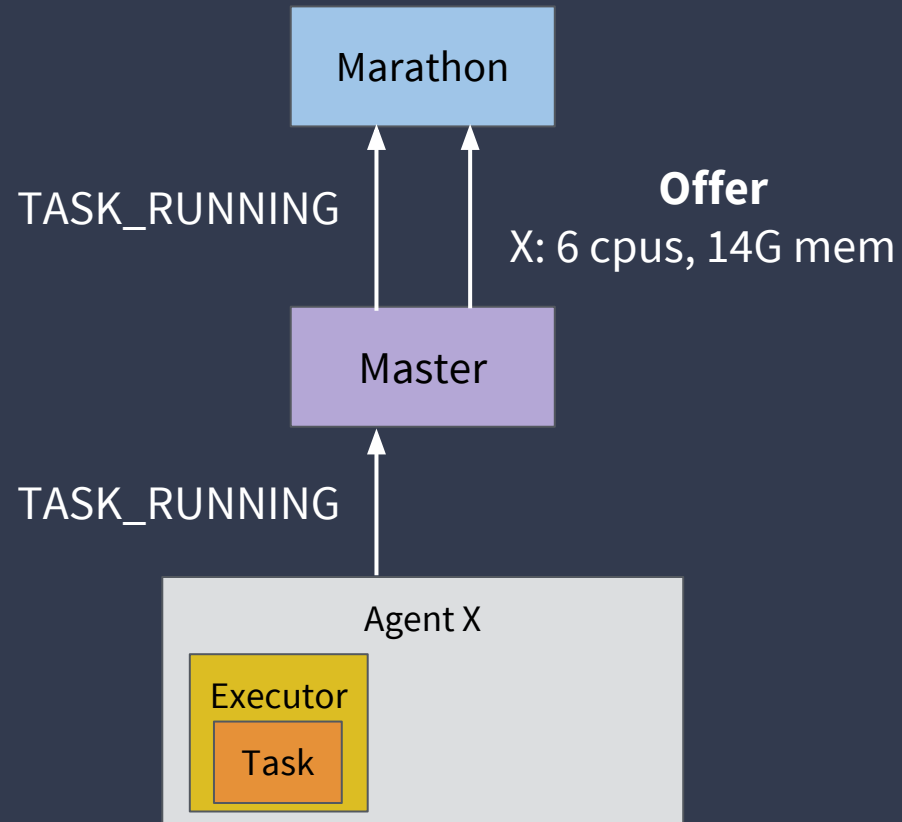 Marathon
TASK_RUNNING
Offer
X: 6 cpus, 14G mem
Master
TASK_RUNNING
Agent X
Executor
Task